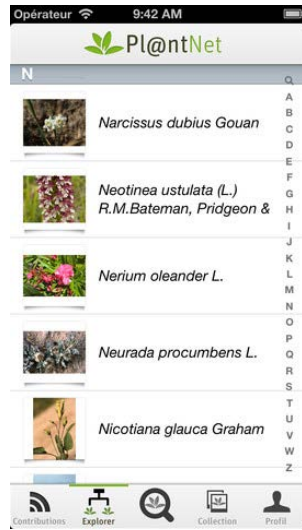 Opérateur 9:42 AM
Pl@ntNet
N
Narcissus dubius Gouan
Neotinea ustulata (L.)
R.M.Bateman, Pridgeon &
Nerium oleander L.
Neurada procumbens L.
Nicotiana glauca Graham
A
B
C
D
E
F
G
H
I
J
K
L
M
N
O
P
Q
R
S
T
U
V
W
Z
Contributions Explorer Collection Profil